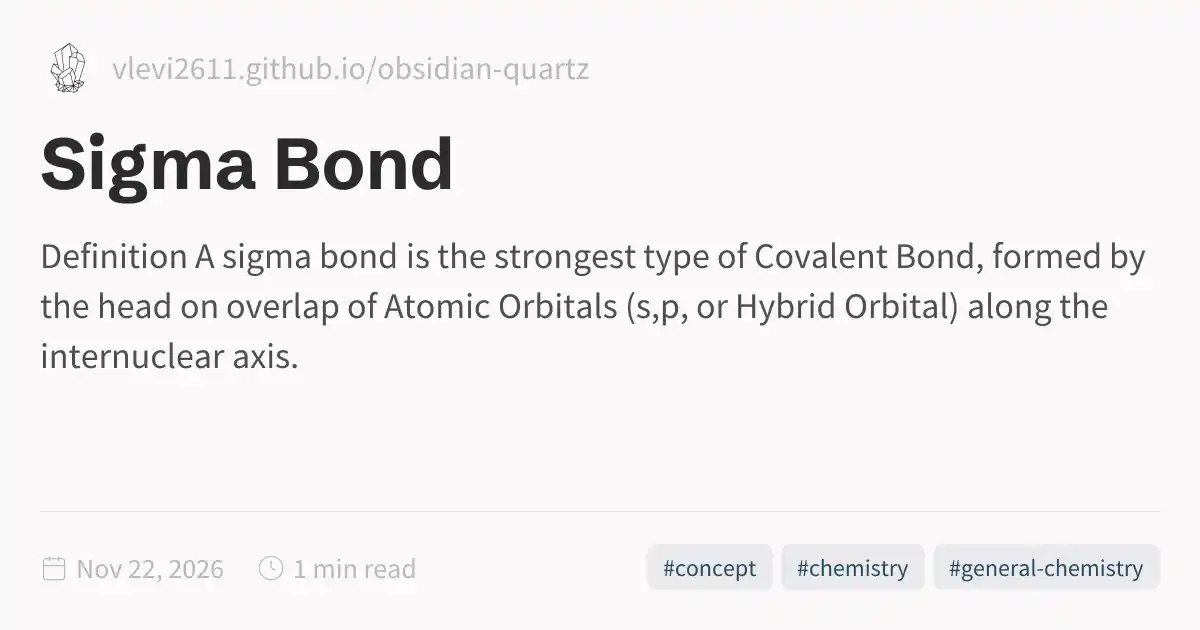 vlevi2611.github.io/obsidian-quartz
Sigma Bond
Definition A sigma bond is the strongest type of Covalent Bond, formed by
the head on overlap of Atomic Orbitals (s,p, or Hybrid Orbital) along the
internuclear axis.
Nov 22, 2026 1 min read #concept #chemistry #general-chemistry